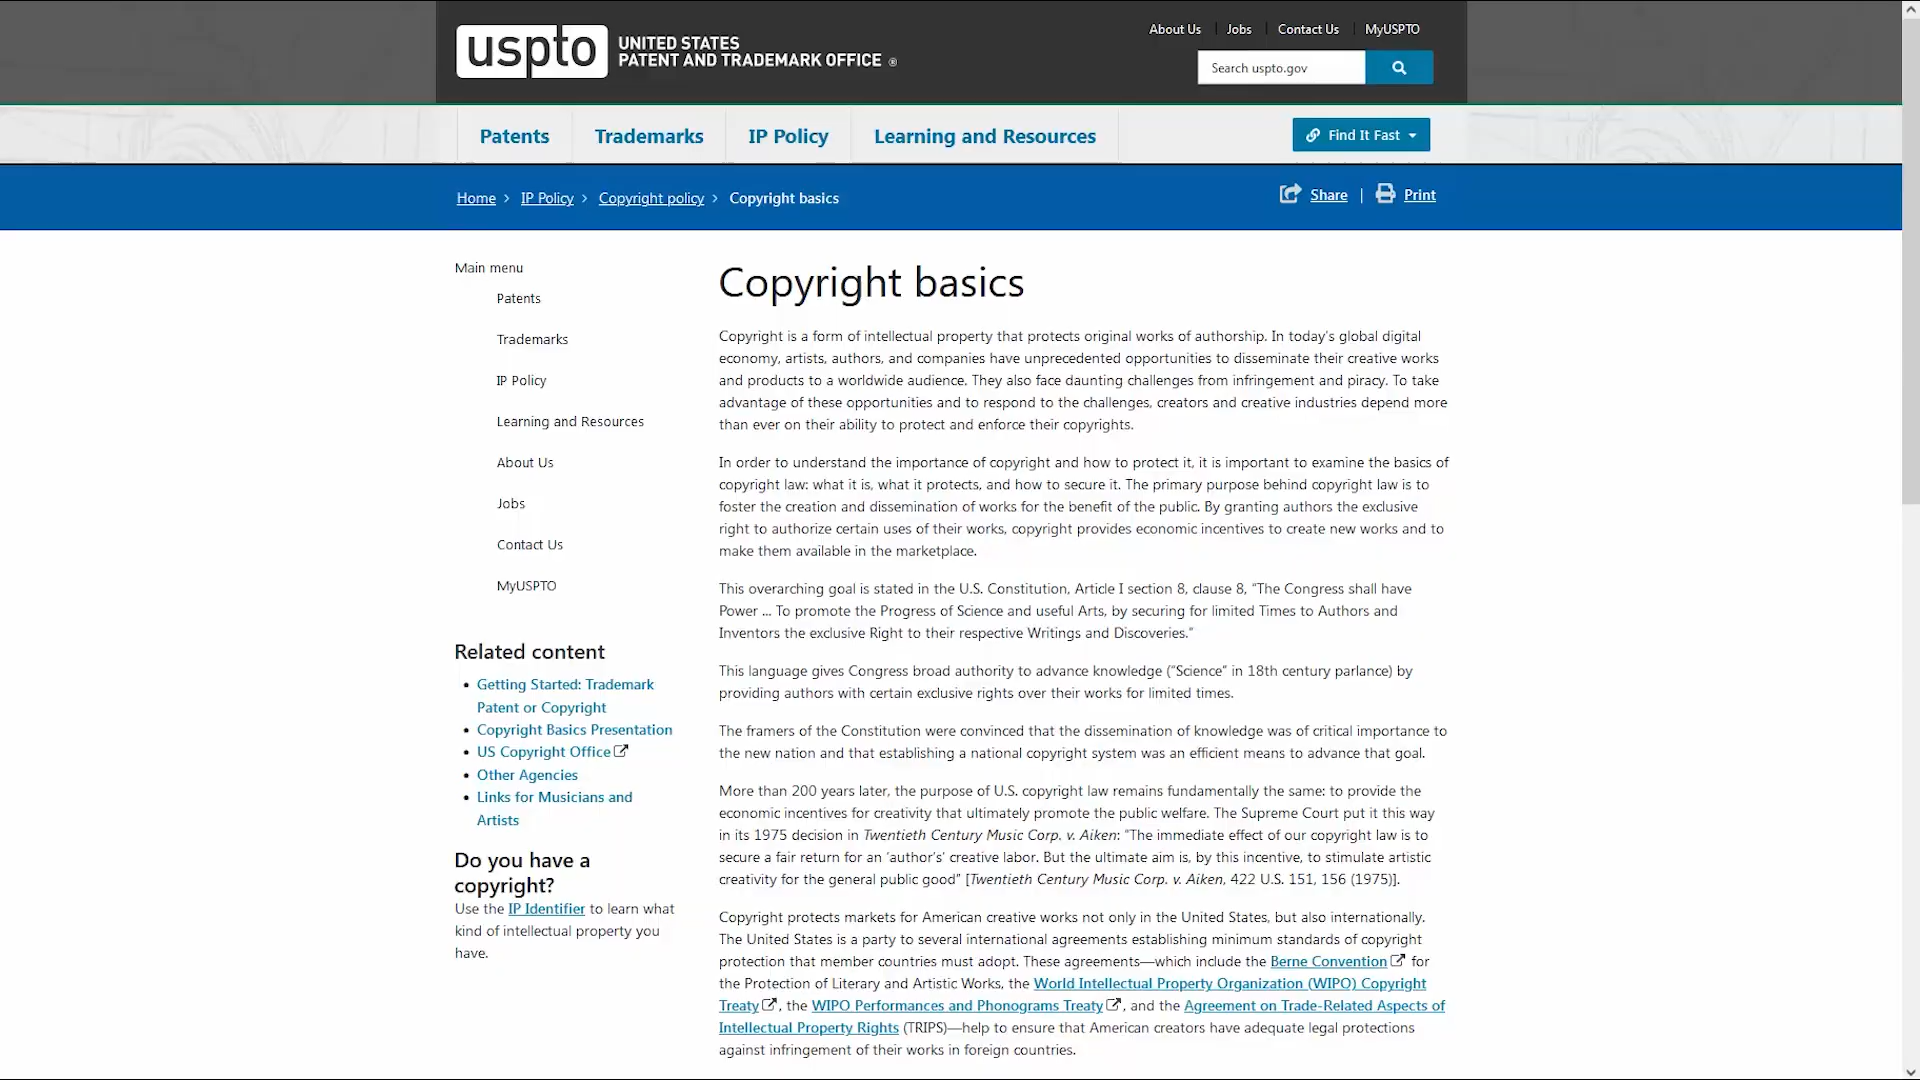 uspto UNITED STATES
PATENT AND TRADEMARK OFFICE ®
About Us
Jobs
Contact Us
MyUSPTO
Search uspto.gov
Patents
Trademarks
IP Policy
Learning and Resources
Find It Fast
Home > IP Policy > Copyright policy > Copyright basics
Share | Print
Main menu
Patents
Trademarks
IP Policy
Learning and Resources
About Us
Jobs
Contact Us
MyUSPTO
Related content
• Getting Started: Trademark
Patent or Copyright
• Copyright Basics Presentation
• US Copyright Office
• Other Agencies
• Links for Musicians and
Artists
Do you have a
copyright?
Use the IP Identifier to learn what
kind of intellectual property you
have.
Copyright basics
Copyright is a form of intellectual property that protects original works of authorship. In today's global digital
economy, artists, authors, and companies have unprecedented opportunities to disseminate their creative works
and products to a worldwide audience. They also face daunting challenges from infringement and piracy. To take
advantage of these opportunities and to respond to the challenges, creators and creative industries depend more
than ever on their ability to protect and enforce their copyrights.
In order to understand the importance of copyright and how to protect it, it is important to examine the basics of
copyright law: what it is, what it protects, and how to secure it. The primary purpose behind copyright law is to
foster the creation and dissemination of works for the benefit of the public. By granting authors the exclusive
right to authorize certain uses of their works, copyright provides economic incentives to create new works and to
make them available in the marketplace.
This overarching goal is stated in the U.S. Constitution, Article I section 8, clause 8, "The Congress shall have
Power ... To promote the Progress of Science and useful Arts, by securing for limited Times to Authors and
Inventors the exclusive Right to their respective Writings and Discoveries."
This language gives Congress broad authority to advance knowledge ("Science" in 18th century parlance) by
providing authors with certain exclusive rights over their works for limited times.
The framers of the Constitution were convinced that the dissemination of knowledge was of critical importance to
the new nation and that establishing a national copyright system was an efficient means to advance that goal.
More than 200 years later, the purpose of U.S. copyright law remains fundamentally the same: to provide the
economic incentives for creativity that ultimately promote the public welfare. The Supreme Court put it this way
in its 1975 decision in Twentieth Century Music Corp. v. Aiken: "The immediate effect of our copyright law is to
secure a fair return for an 'author's' creative labor. But the ultimate aim is, by this incentive, to stimulate artistic
creativity for the general public good" [Twentieth Century Music Corp. v. Aiken, 422 U.S. 151, 156 (1975)].
Copyright protects markets for American creative works not only in the United States, but also internationally.
The United States is a party to several international agreements establishing minimum standards of copyright
protection that member countries must adopt. These agreements—which include the Berne Convention for
the Protection of Literary and Artistic Works, the World Intellectual Property Organization (WIPO) Copyright
Treaty, the WIPO Performances and Phonograms Treaty, and the Agreement on Trade-Related Aspects of
Intellectual Property Rights (TRIPS)—help to ensure that American creators have adequate legal protections
against infringement of their works in foreign countries.